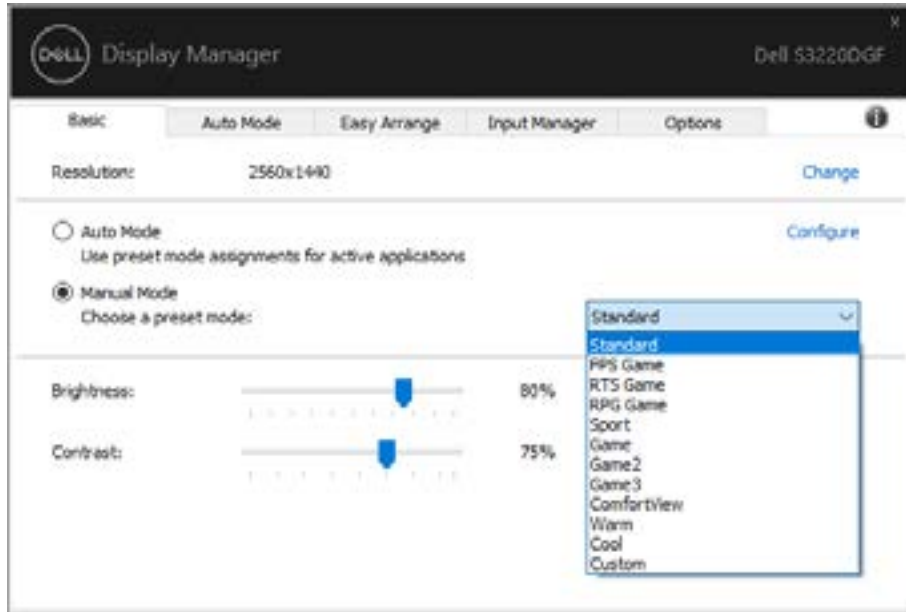 DELL Display Manager
x
Dell S3220DGF
Basic Auto Mode Easy Arrange Input Manager Options
Resolution: 2560x1440 Change
Auto Mode Configure
Use preset mode assignments for active applications
Manual Mode
Choose a preset mode: Standard
Standard
FPS Game
RTS Game
RPG Game
Sport
Game
Game2
Game3
ComfortView
Warm
Cool
Custom
Brightness: 80%
Contrast: 75%